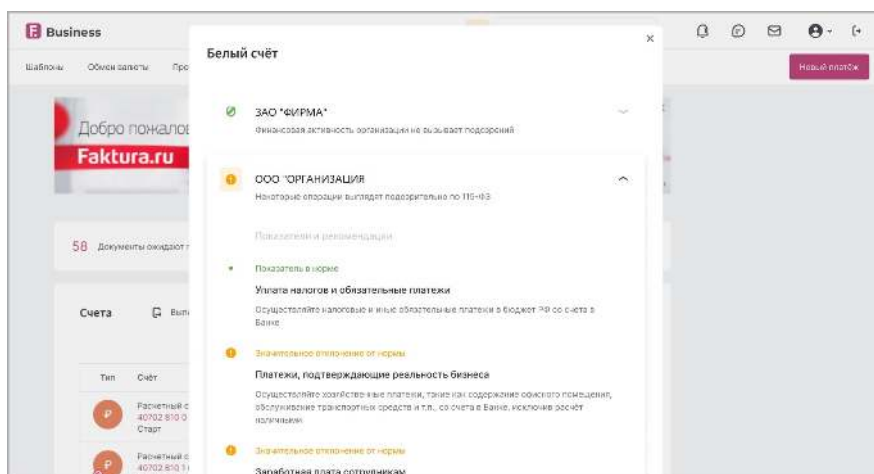 Business
Белый счёт
Шаблоны Обмен валюты Про
Новый платёж
ЗАО "ФИРМА"
Финансовая активность организации не вызывает подозрений
Добро пожалов
Faktura.ru
ООО "ОРГАНИЗАЦИЯ
Некоторые операции выглядят подозрительно по 115-ФЗ
Показатели и рекомендации
58 Документы ожидают п
Показатель в норме
Уплата налогов и обязательные платежи
Осуществляйте налоговые и иные обязательные платежи в бюджет РФ со счета в
Банке
Счета Вып
Значительное отклонение от нормы
Платежи, подтверждающие реальность бизнеса
Осуществляйте хозяйственные платежи, такие как содержание офисного помещения,
обслуживание транспортных средств и т.п., со счета в Банке, исключив расчёт
наличными
Тип Счёт
Расчетный с
40702 810 0
Старт
Значительное отклонение от нормы
Заработная плата сотрудникам
Расчетный с
40702 810 1